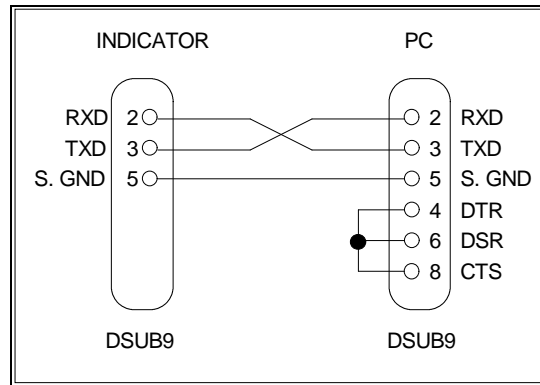 INDICATOR PC
RXD 2 2 RXD
TXD 3 3 TXD
S. GND 5 5 S. GND
4 DTR
6 DSR
8 CTS
DSUB9 DSUB9